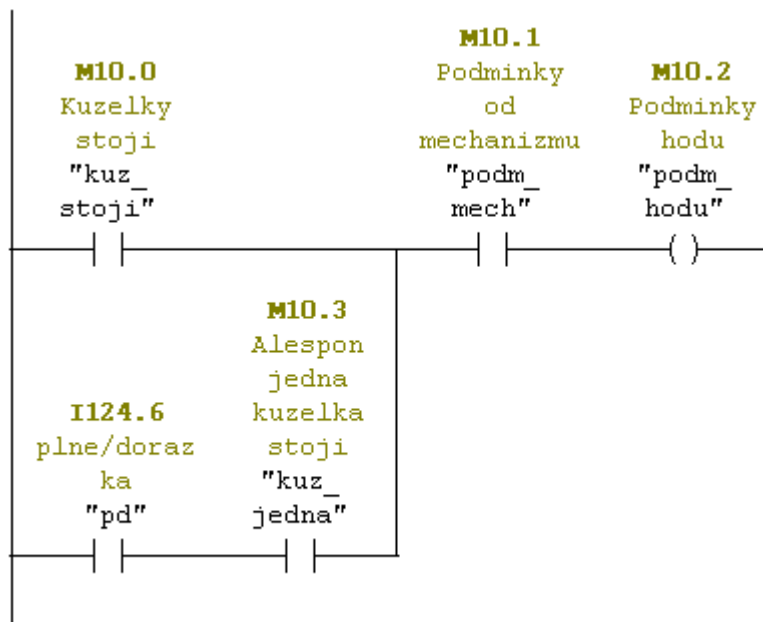 M10.0
Kuzelky
stoji
"kuz_
stoji"
M10.1
Podminky
od
mechanizmu
"podm_
mech"
M10.2
Podminky
hodu
"podm_
hodu"
I124.6
plne/doraz
ka
"pd"
M10.3
Alespon
jedna
kuzelka
stoji
"kuz_
jedna"